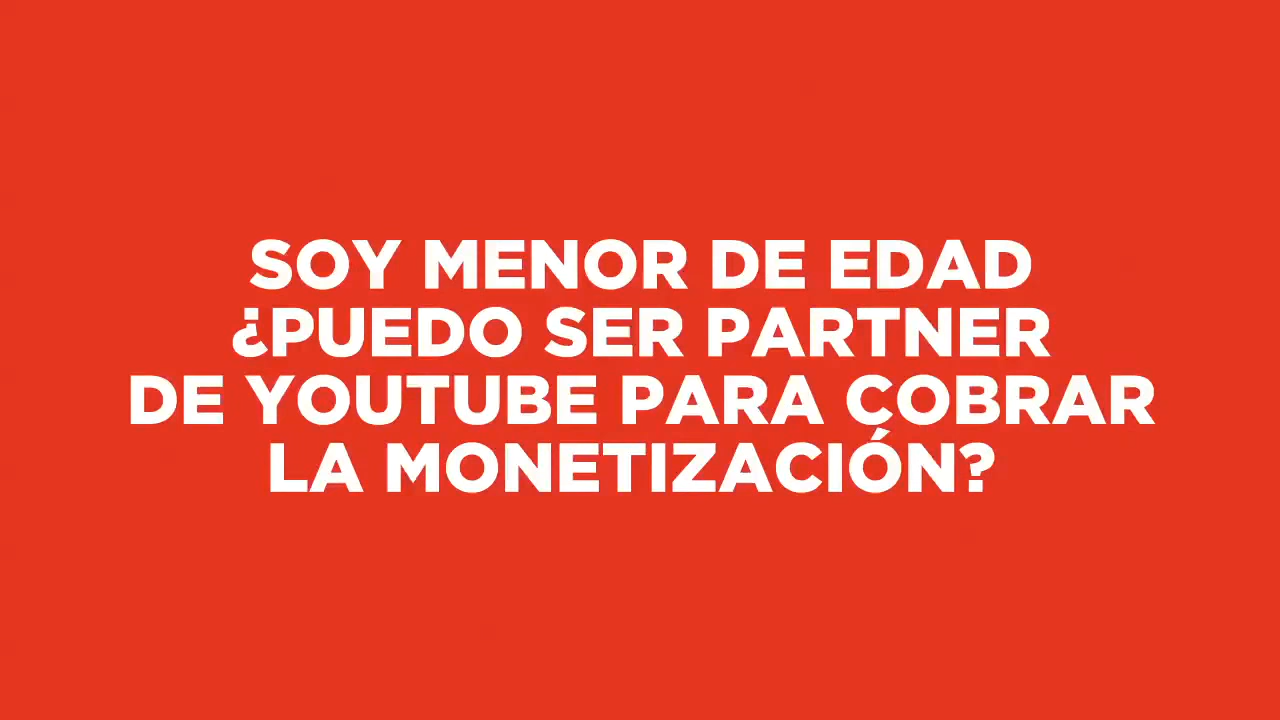 SOY MENOR DE EDAD
¿PUEDO SER PARTNER
DE YOUTUBE PARA COBRAR
LA MONETIZACIÓN?